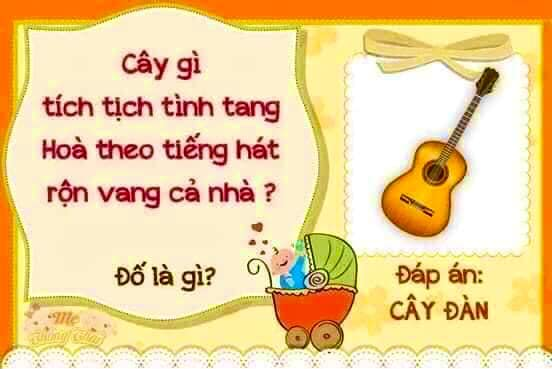 Cây gì
tích tịch tình tang
Hoà theo tiếng hát
rộn vang cả nhà ?
Đố là gì?
Đáp án:
CÂY ĐÀN
Mẹ